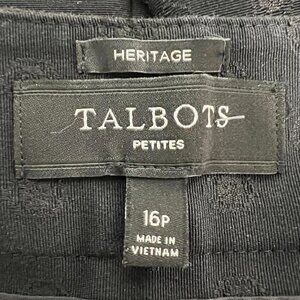 HERITAGE
TALBOTS
PETITES
16P
MADE IN
VIETNAM